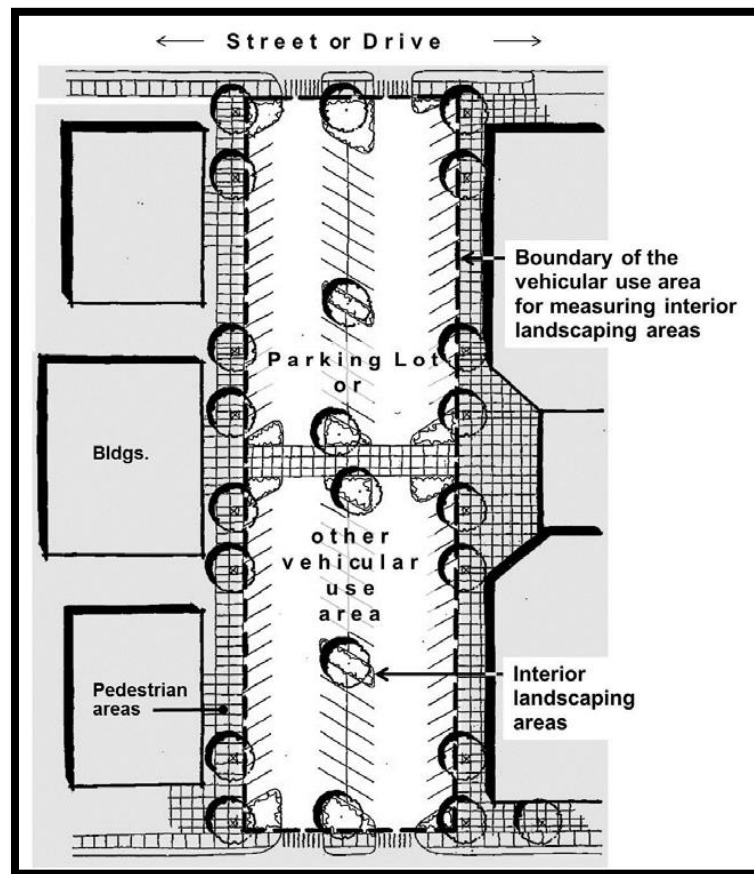 Street or Drive
Boundary of the
vehicular use area
for measuring interior
landscaping areas
Parking Lot
or
Bldgs.
other
vehicular
use
area
Pedestrian
areas
Interior
landscaping
areas